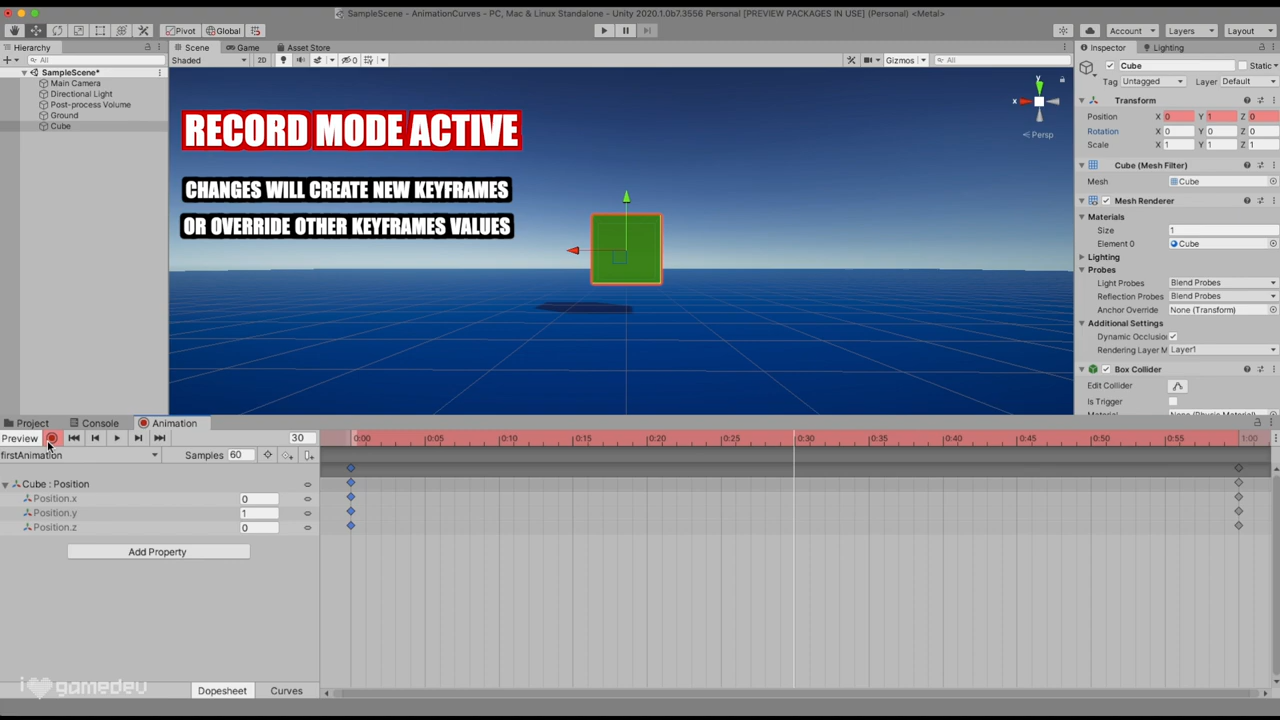 SampleScene - AnimationCurves - PC, Mac & Linux Standalone - Unity 2020.1.0b7.3556 Personal [PREVIEW PACKAGES IN USE] (Personal) <Metal>
Pivot Global Account Layers Layout
Hierarchy
All
SampleScene*
Main Camera
Directional Light
Post-process Volume
Ground
Cube
Scene Game Asset Store
Shaded 2D 0 Gizmos All
RECORD MODE ACTIVE
CHANGES WILL CREATE NEW KEYFRAMES
OR OVERRIDE OTHER KEYFRAMES VALUES
y
x
Persp
Inspector Lighting
Cube Static
Tag Untagged Layer Default
Transform
Position X 0 Y 1 Z 0
Rotation X 0 Y 0 Z 0
Scale X 1 Y 1 Z 1
Cube (Mesh Filter)
Mesh Cube
Mesh Renderer
Materials
Size 1
Element 0 Cube
Lighting
Probes
Light Probes Blend Probes
Reflection Probes Blend Probes
Anchor Override None (Transform)
Additional Settings
Dynamic Occlusion
Rendering Layer M Layer1
Box Collider
Edit Collider
Is Trigger
Material None (Physic Material)
Project Console Animation
Preview 30 0:00 0:05 0:10 0:15 0:20 0:25 0:30 0:35 0:40 0:45 0:50 0:55 1:00
firstAnimation Samples 60
Cube : Position
Position.x 0
Position.y 1
Position.z 0
Add Property
i gamedev
Dopesheet Curves